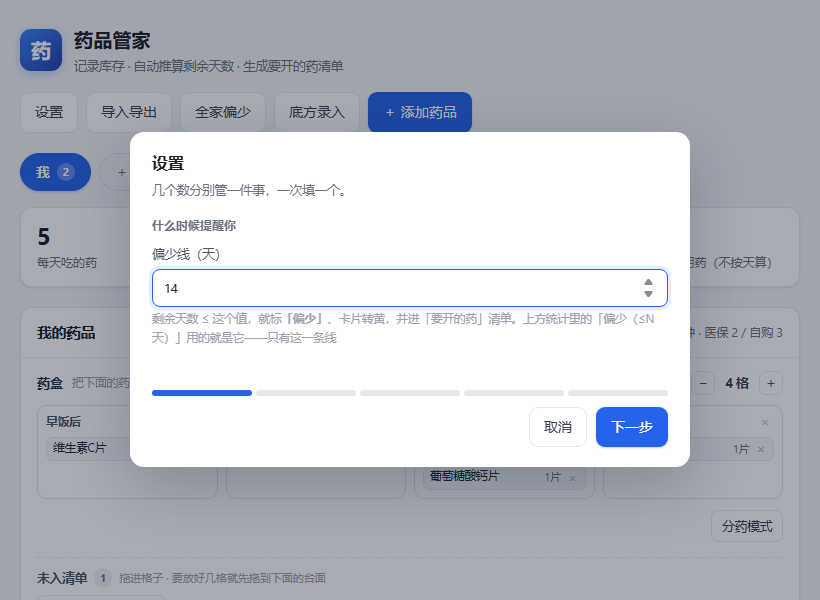 药
药品管家
记录库存 · 自动推算剩余天数 · 生成要开的药清单
设置
导入导出
全家偏少
底方录入
+ 添加药品
我 2
+
设置
几个数分别管一件事，一次填一个。
什么时候提醒你
偏少线（天）
14
剩余天数 ≤ 这个值，就标「偏少」、卡片转黄，并进「要开的药」清单。上方统计里的「偏少（≤N
天）」用的就是它——只有这一条线
取消
下一步
5
每天吃的药
药（不按天算）
我的药品
· 医保 2 / 自购 3
药盒 把下面的药
− 4 格 +
早饭后
×
维生素C片
1片 ×
葡萄糖酸钙片 1片 ×
分药模式
未入清单 1 拖进格子 · 要放好几格就先拖到下面的台面